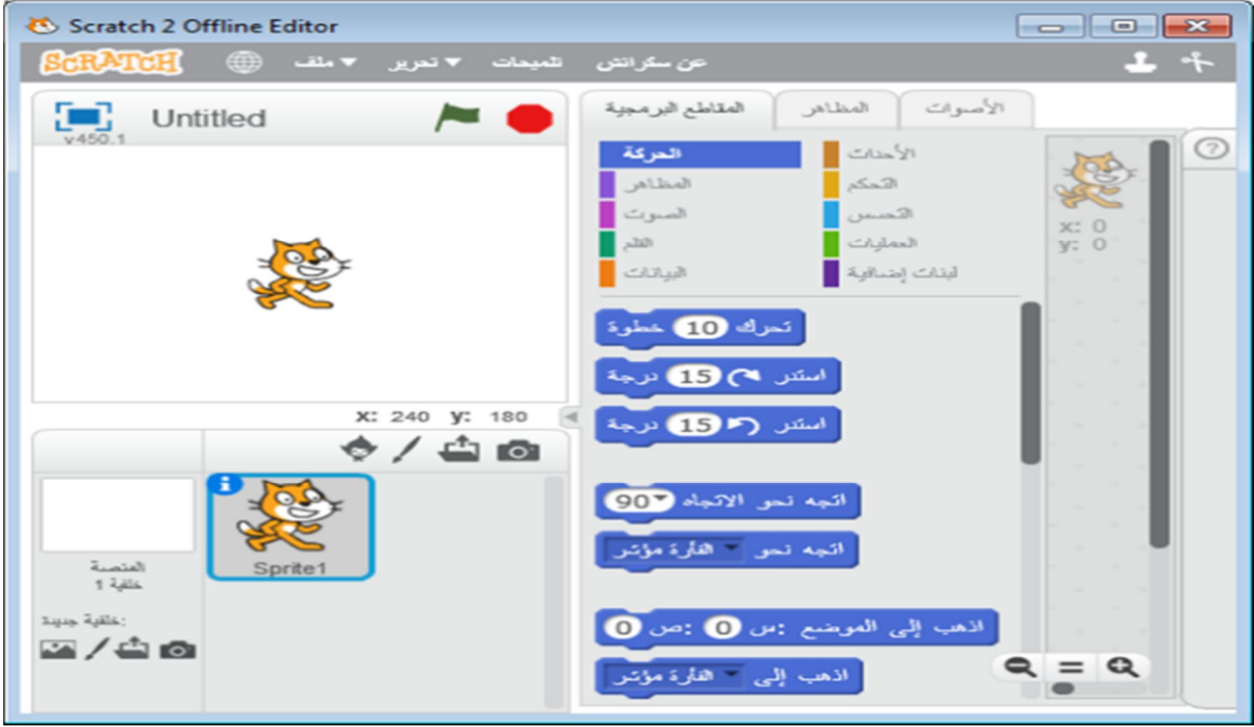 Scratch 2 Offline Editor
SCRATCH ملف تحرير تلميحات عن سكراتش
Untitled
v450.1
المقاطع البرمجية المظاهر الأصوات
الحركة الأحداث
المظاهر التحكم
الصوت التحسس
القلم العمليات
البيانات لبنات إضافية
x: 0
y: 0
?
تحرك 10 خطوة
استدر 15 درجة
استدر 15 درجة
اتجه نحو الاتجاه 90
اتجه نحو الفأرة مؤشر
اذهب إلى الموضع س: 0 ص: 0
اذهب إلى الفأرة مؤشر
x: 240 y: 180
Sprite1
المنصة
خلفية 1
خلفية جديدة: